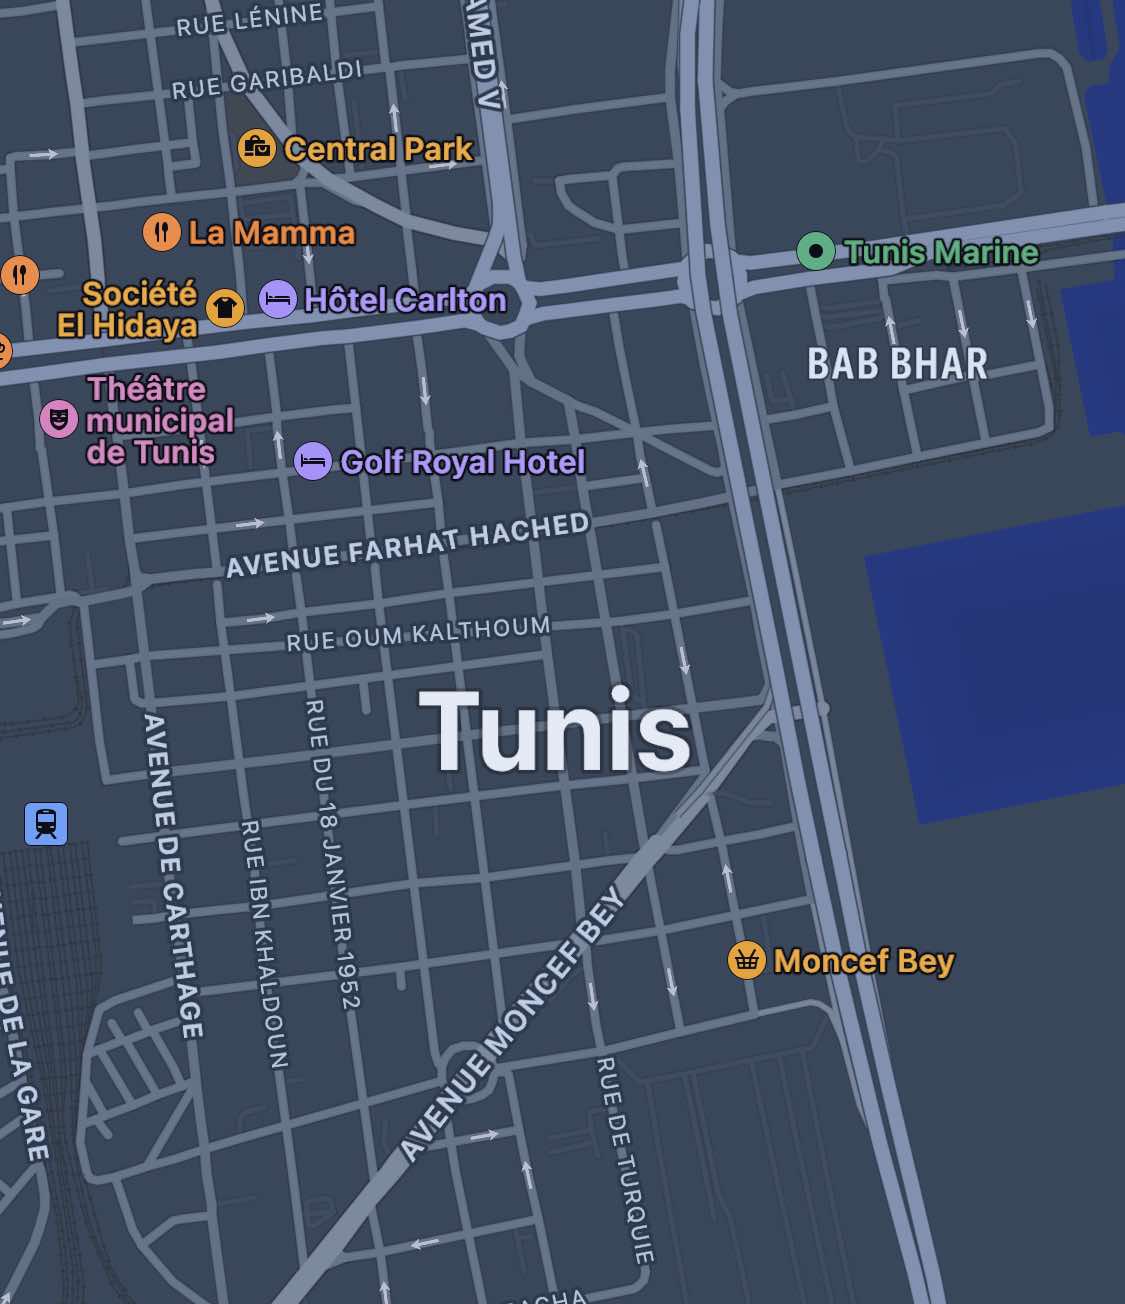 RUE LÉNINE
AMED V
RUE GARIBALDI
Central Park
La Mamma
Tunis Marine
Société
El Hidaya
Hôtel Carlton
BAB BHAR
Théâtre
municipal
de Tunis
Golf Royal Hotel
AVENUE FARHAT HACHED
RUE OUM KALTHOUM
Tunis
AVENUE DE CARTHAGE
RUE DU 18 JANVIER 1952
RUE IBN KHALDOUN
AVENUE MONCEF BEY
Moncef Bey
ENUE DE LA GARE
RUE DE TURQUIE
ACHA